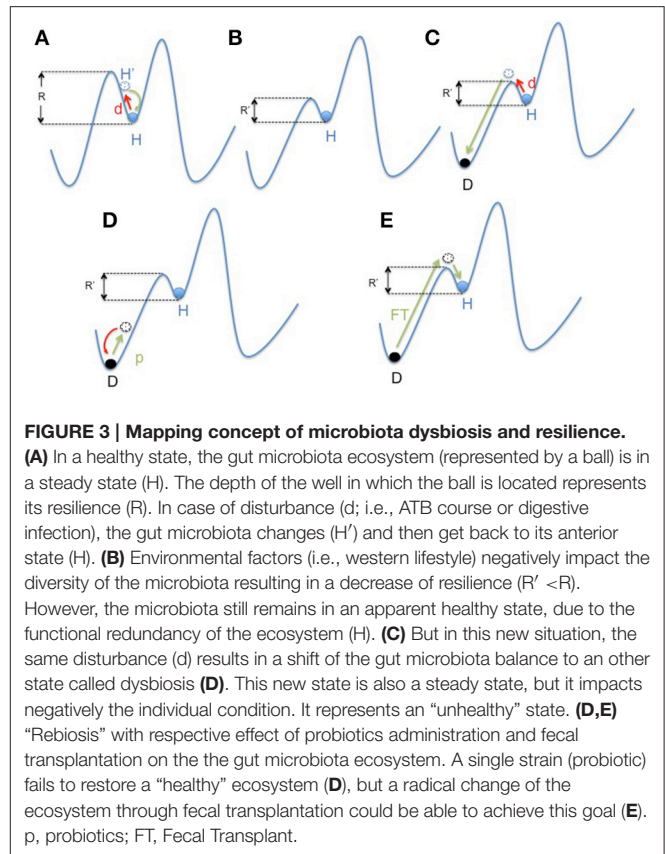 A
B
C
H'
R
d
H
R'
H
R'
d
H
D
D
E
R'
H
p
D
R'
H
FT
D
FIGURE 3 | Mapping concept of microbiota dysbiosis and resilience.
(A) In a healthy state, the gut microbiota ecosystem (represented by a ball) is in
a steady state (H). The depth of the well in which the ball is located represents
its resilience (R). In case of disturbance (d; i.e., ATB course or digestive
infection), the gut microbiota changes (H′) and then get back to its anterior
state (H). (B) Environmental factors (i.e., western lifestyle) negatively impact the
diversity of the microbiota resulting in a decrease of resilience (R′ <R).
However, the microbiota still remains in an apparent healthy state, due to the
functional redundancy of the ecosystem (H). (C) But in this new situation, the
same disturbance (d) results in a shift of the gut microbiota balance to an other
state called dysbiosis (D). This new state is also a steady state, but it impacts
negatively the individual condition. It represents an “unhealthy” state. (D,E)
“Rebiosis” with respective effect of probiotics administration and fecal
transplantation on the the gut microbiota ecosystem. A single strain (probiotic)
fails to restore a “healthy” ecosystem (D), but a radical change of the
ecosystem through fecal transplantation could be able to achieve this goal (E).
p, probiotics; FT, Fecal Transplant.